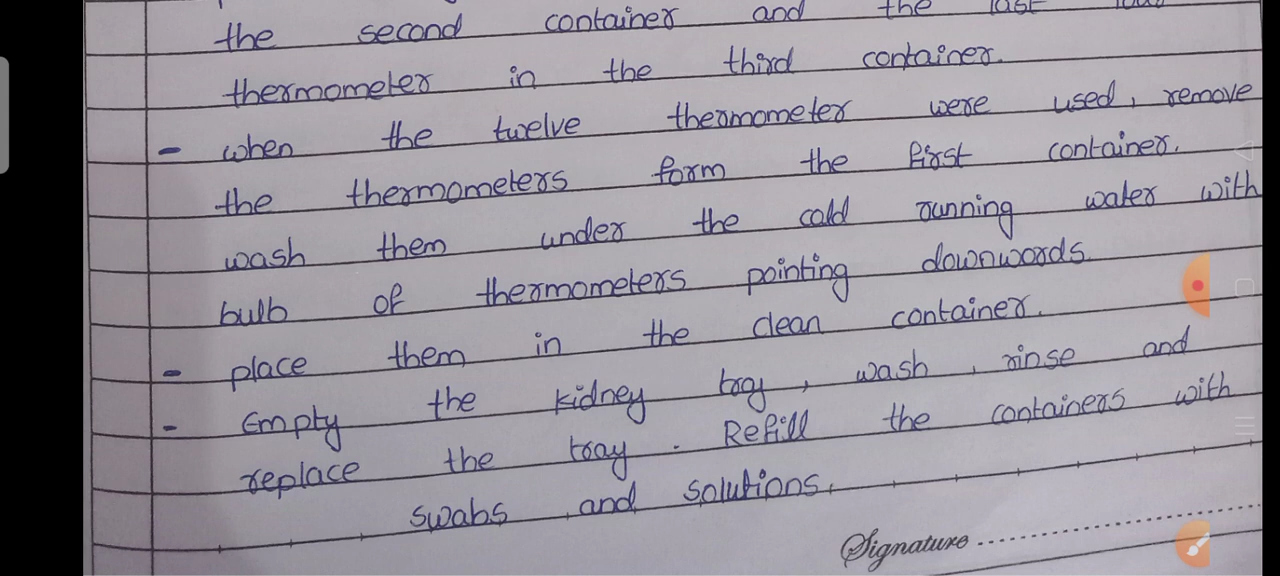 the second container and the last four
thermometer in the third container.
- when the twelve thermometer were used, remove
the thermometers form the first container.
wash them under the cold running water with
bulb of thermometers pointing downwords.
- place them in the clean container.
- Empty the kidney tray, wash, rinse and
replace the tray. Refill the containers with
swabs and solutions.
Signature